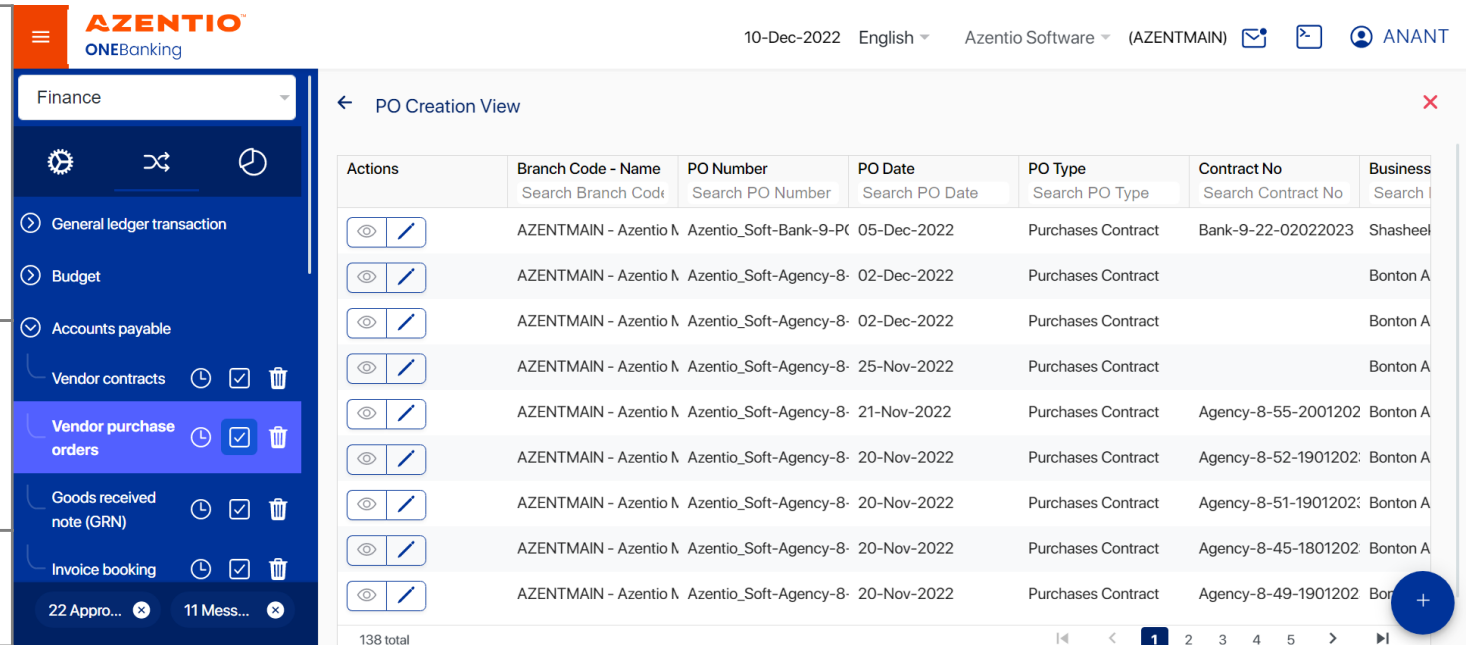 AZENTIO™
ONEBanking
10-Dec-2022 English Azentio Software (AZENTMAIN) ANANT
Finance
General ledger transaction
Budget
Accounts payable
Vendor contracts
Vendor purchase
orders
Goods received
note (GRN)
Invoice booking
22 Appro...
11 Mess...
PO Creation View
Actions Branch Code - Name PO Number PO Date PO Type Contract No Business
Search Branch Code Search PO Number Search PO Date Search PO Type Search Contract No Search
AZENTMAIN - Azentio Azentio_Soft-Bank-9-PO 05-Dec-2022 Purchases Contract Bank-9-22-02022023 Shasheek
AZENTMAIN - Azentio Azentio_Soft-Agency-8- 02-Dec-2022 Purchases Contract Bonton A
AZENTMAIN - Azentio Azentio_Soft-Agency-8- 02-Dec-2022 Purchases Contract Bonton A
AZENTMAIN - Azentio Azentio_Soft-Agency-8- 25-Nov-2022 Purchases Contract Bonton A
AZENTMAIN - Azentio Azentio_Soft-Agency-8- 21-Nov-2022 Purchases Contract Agency-8-55-2001202 Bonton A
AZENTMAIN - Azentio Azentio_Soft-Agency-8- 20-Nov-2022 Purchases Contract Agency-8-52-1901202 Bonton A
AZENTMAIN - Azentio Azentio_Soft-Agency-8- 20-Nov-2022 Purchases Contract Agency-8-51-19012023 Bonton A
AZENTMAIN - Azentio Azentio_Soft-Agency-8- 20-Nov-2022 Purchases Contract Agency-8-45-1801202 Bonton A
AZENTMAIN - Azentio Azentio_Soft-Agency-8- 20-Nov-2022 Purchases Contract Agency-8-49-1901202 Bon
138 total 1 2 3 4 5